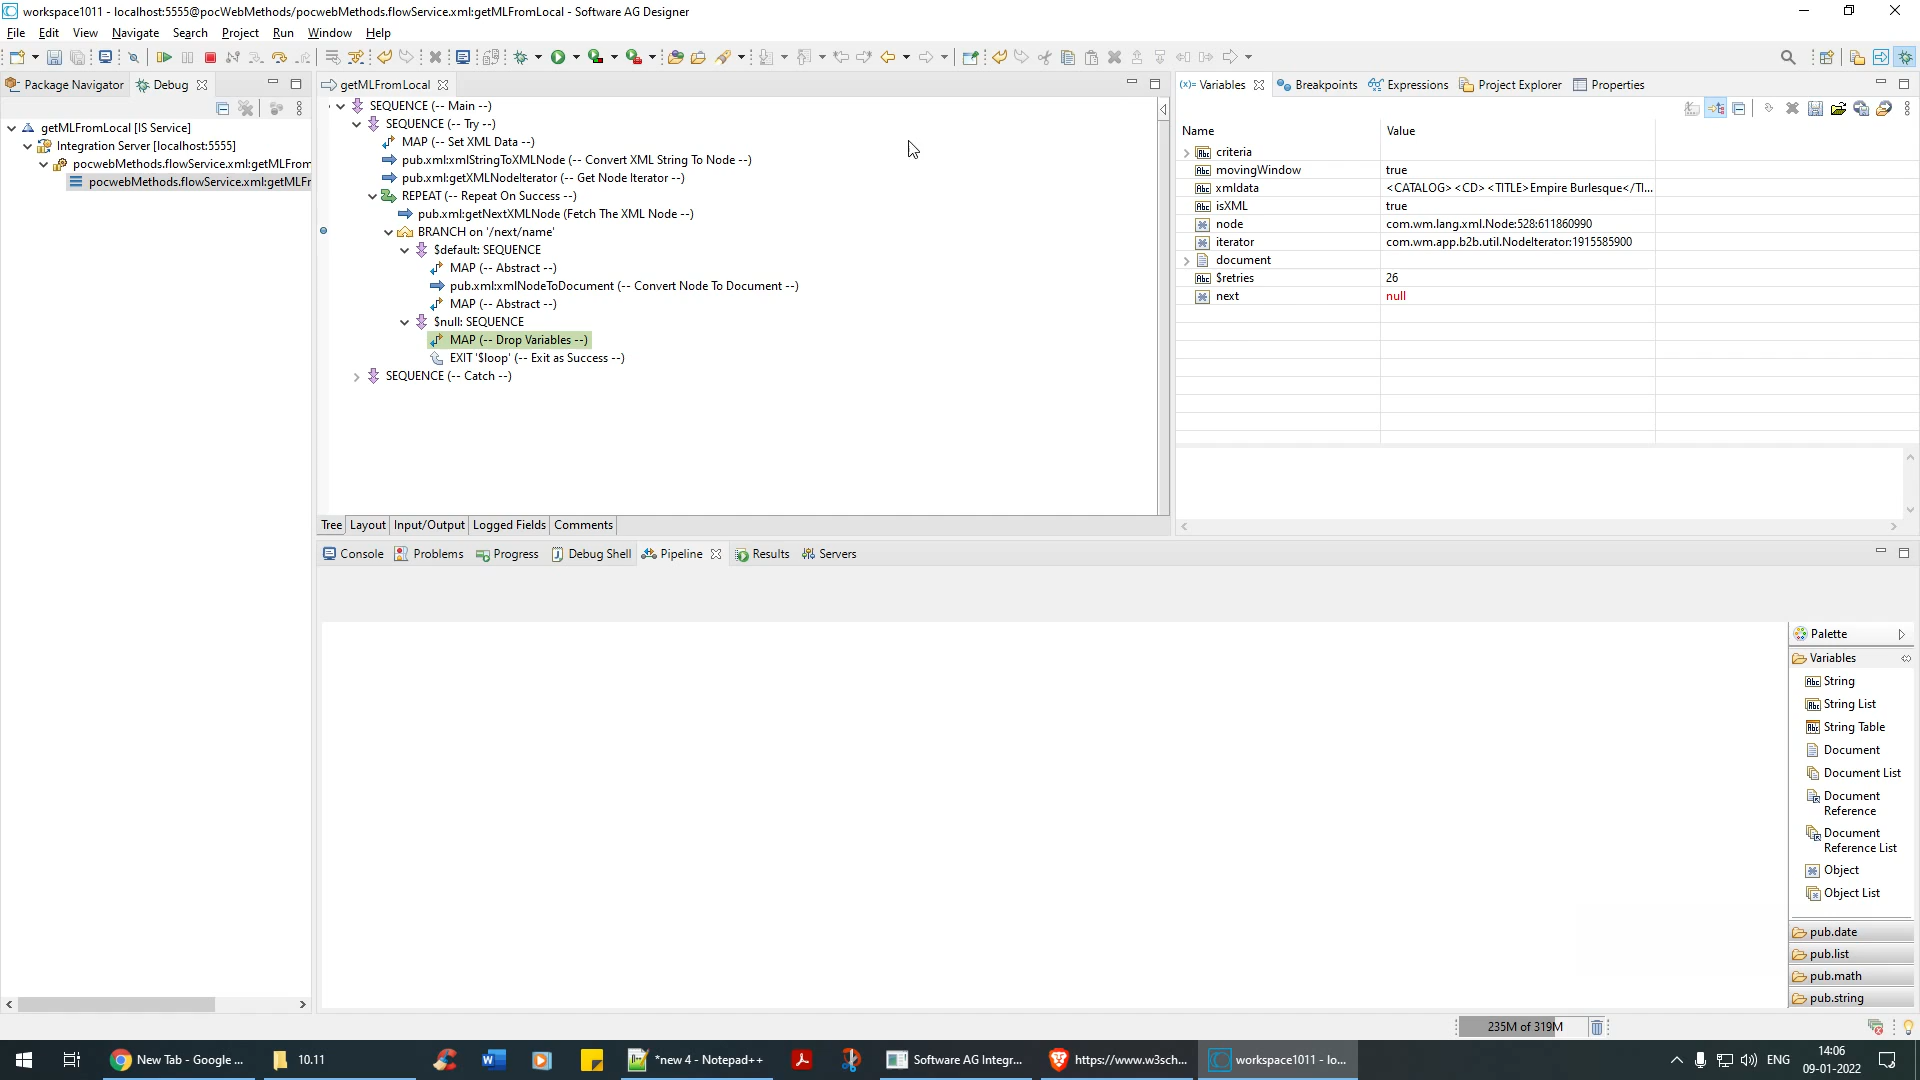 workspace1011 - localhost:5555@pocWebMethods/pocwebMethods.flowService.xml:getMLFromLocal - Software AG Designer
File Edit View Navigate Search Project Run Window Help
Package Navigator Debug
getMLFromLocal [IS Service]
Integration Server [localhost:5555]
pocwebMethods.flowService.xml:getMLFrom
pocwebMethods.flowService.xml:getMLFr
getMLFromLocal
SEQUENCE (-- Main --)
SEQUENCE (-- Try --)
MAP (-- Set XML Data --)
pub.xml:xmlStringToXMLNode (-- Convert XML String To Node --)
pub.xml:getXMLNodeIterator (-- Get Node Iterator --)
REPEAT (-- Repeat On Success --)
pub.xml:getNextXMLNode (Fetch The XML Node --)
BRANCH on '/next/name'
$default: SEQUENCE
MAP (-- Abstract --)
pub.xml:xmlNodeToDocument (-- Convert Node To Document --)
MAP (-- Abstract --)
$null: SEQUENCE
MAP (-- Drop Variables --)
EXIT '$loop' (-- Exit as Success --)
SEQUENCE (-- Catch --)
Tree Layout Input/Output Logged Fields Comments
Variables Breakpoints Expressions Project Explorer Properties
Name Value
criteria
movingWindow true
xmldata <CATALOG> <CD> <TITLE>Empire Burlesque</TI...
isXML true
node com.wm.lang.xml.Node:528:611860990
iterator com.wm.app.b2b.util.NodeIterator:1915585900
document
$retries 26
next null
Console Problems Progress Debug Shell Pipeline Results Servers
Palette
Variables
String
String List
String Table
Document
Document List
Document
Reference
Document
Reference List
Object
Object List
pub.date
pub.list
pub.math
pub.string
235M of 319M
New Tab - Google ...
10.11
*new 4 - Notepad++
Software AG Integr...
https://www.w3sch...
workspace1011 - lo...
ENG
14:06
09-01-2022